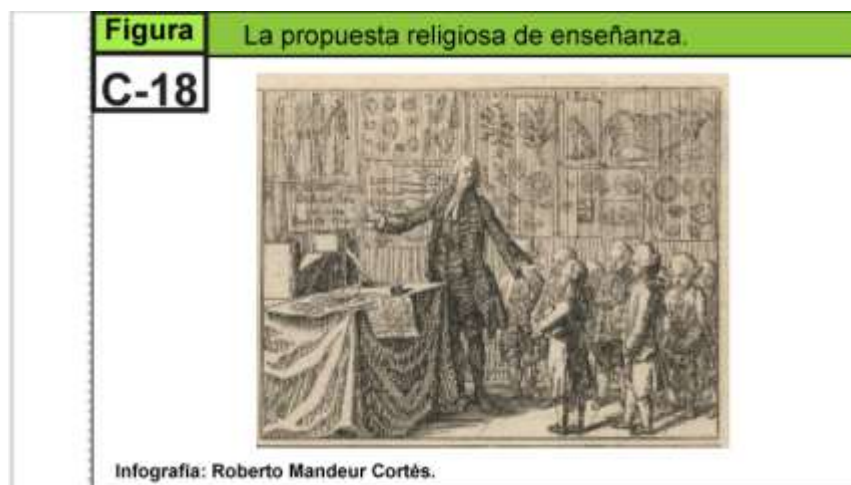 Figura
La propuesta religiosa de enseñanza.
C-18
Infografía: Roberto Mandeur Cortés.